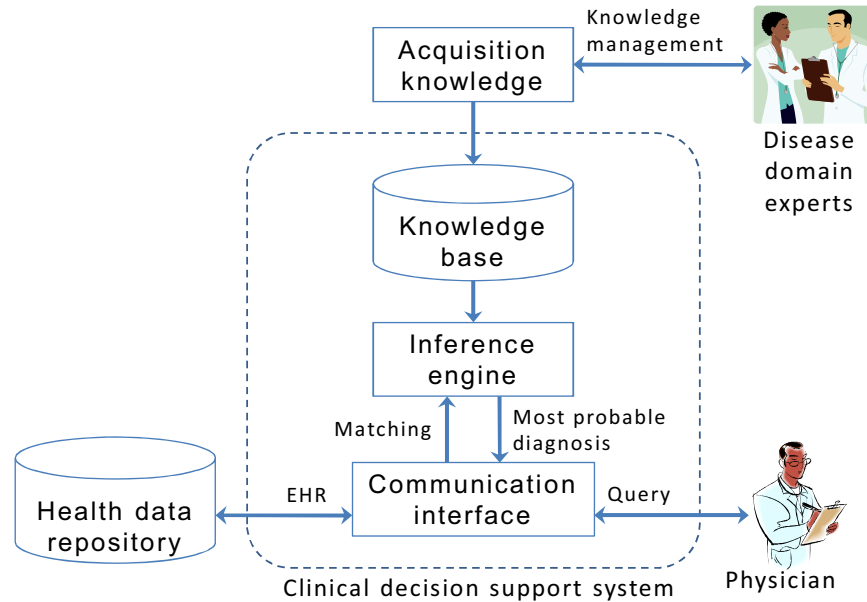 Knowledge
management
Acquisition
knowledge
Disease
domain
experts
Knowledge
base
Inference
engine
Matching
Most probable
diagnosis
Health data
repository
EHR
Communication
interface
Query
Physician
Clinical decision support system